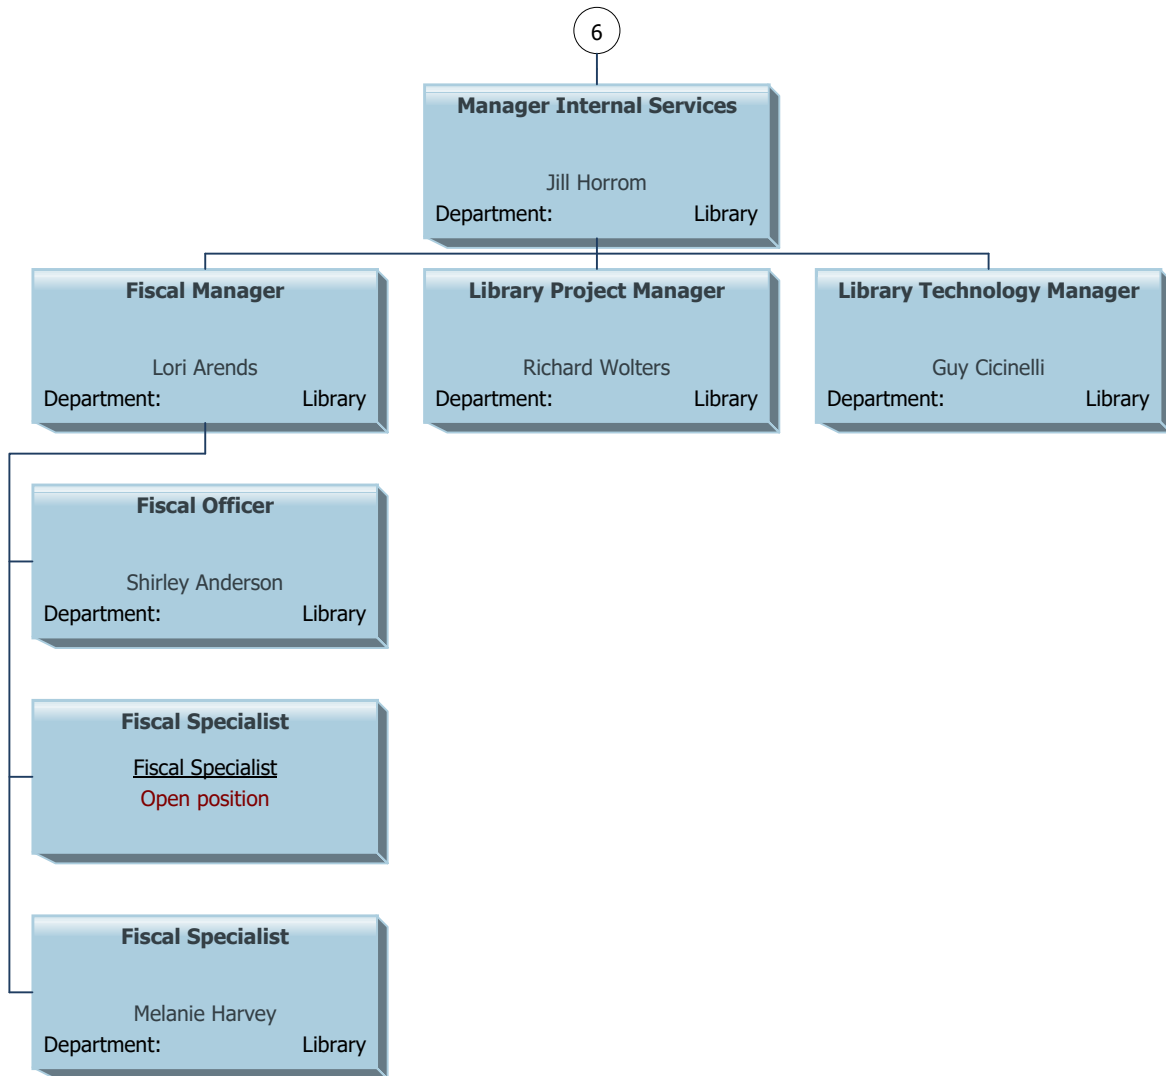 6
Manager Internal Services
Jill Horrom
Department: Library
Fiscal Manager
Lori Arends
Department: Library
Library Project Manager
Richard Wolters
Department: Library
Library Technology Manager
Guy Cicinelli
Department: Library
Fiscal Officer
Shirley Anderson
Department: Library
Fiscal Specialist
Fiscal Specialist
Open position
Fiscal Specialist
Melanie Harvey
Department: Library